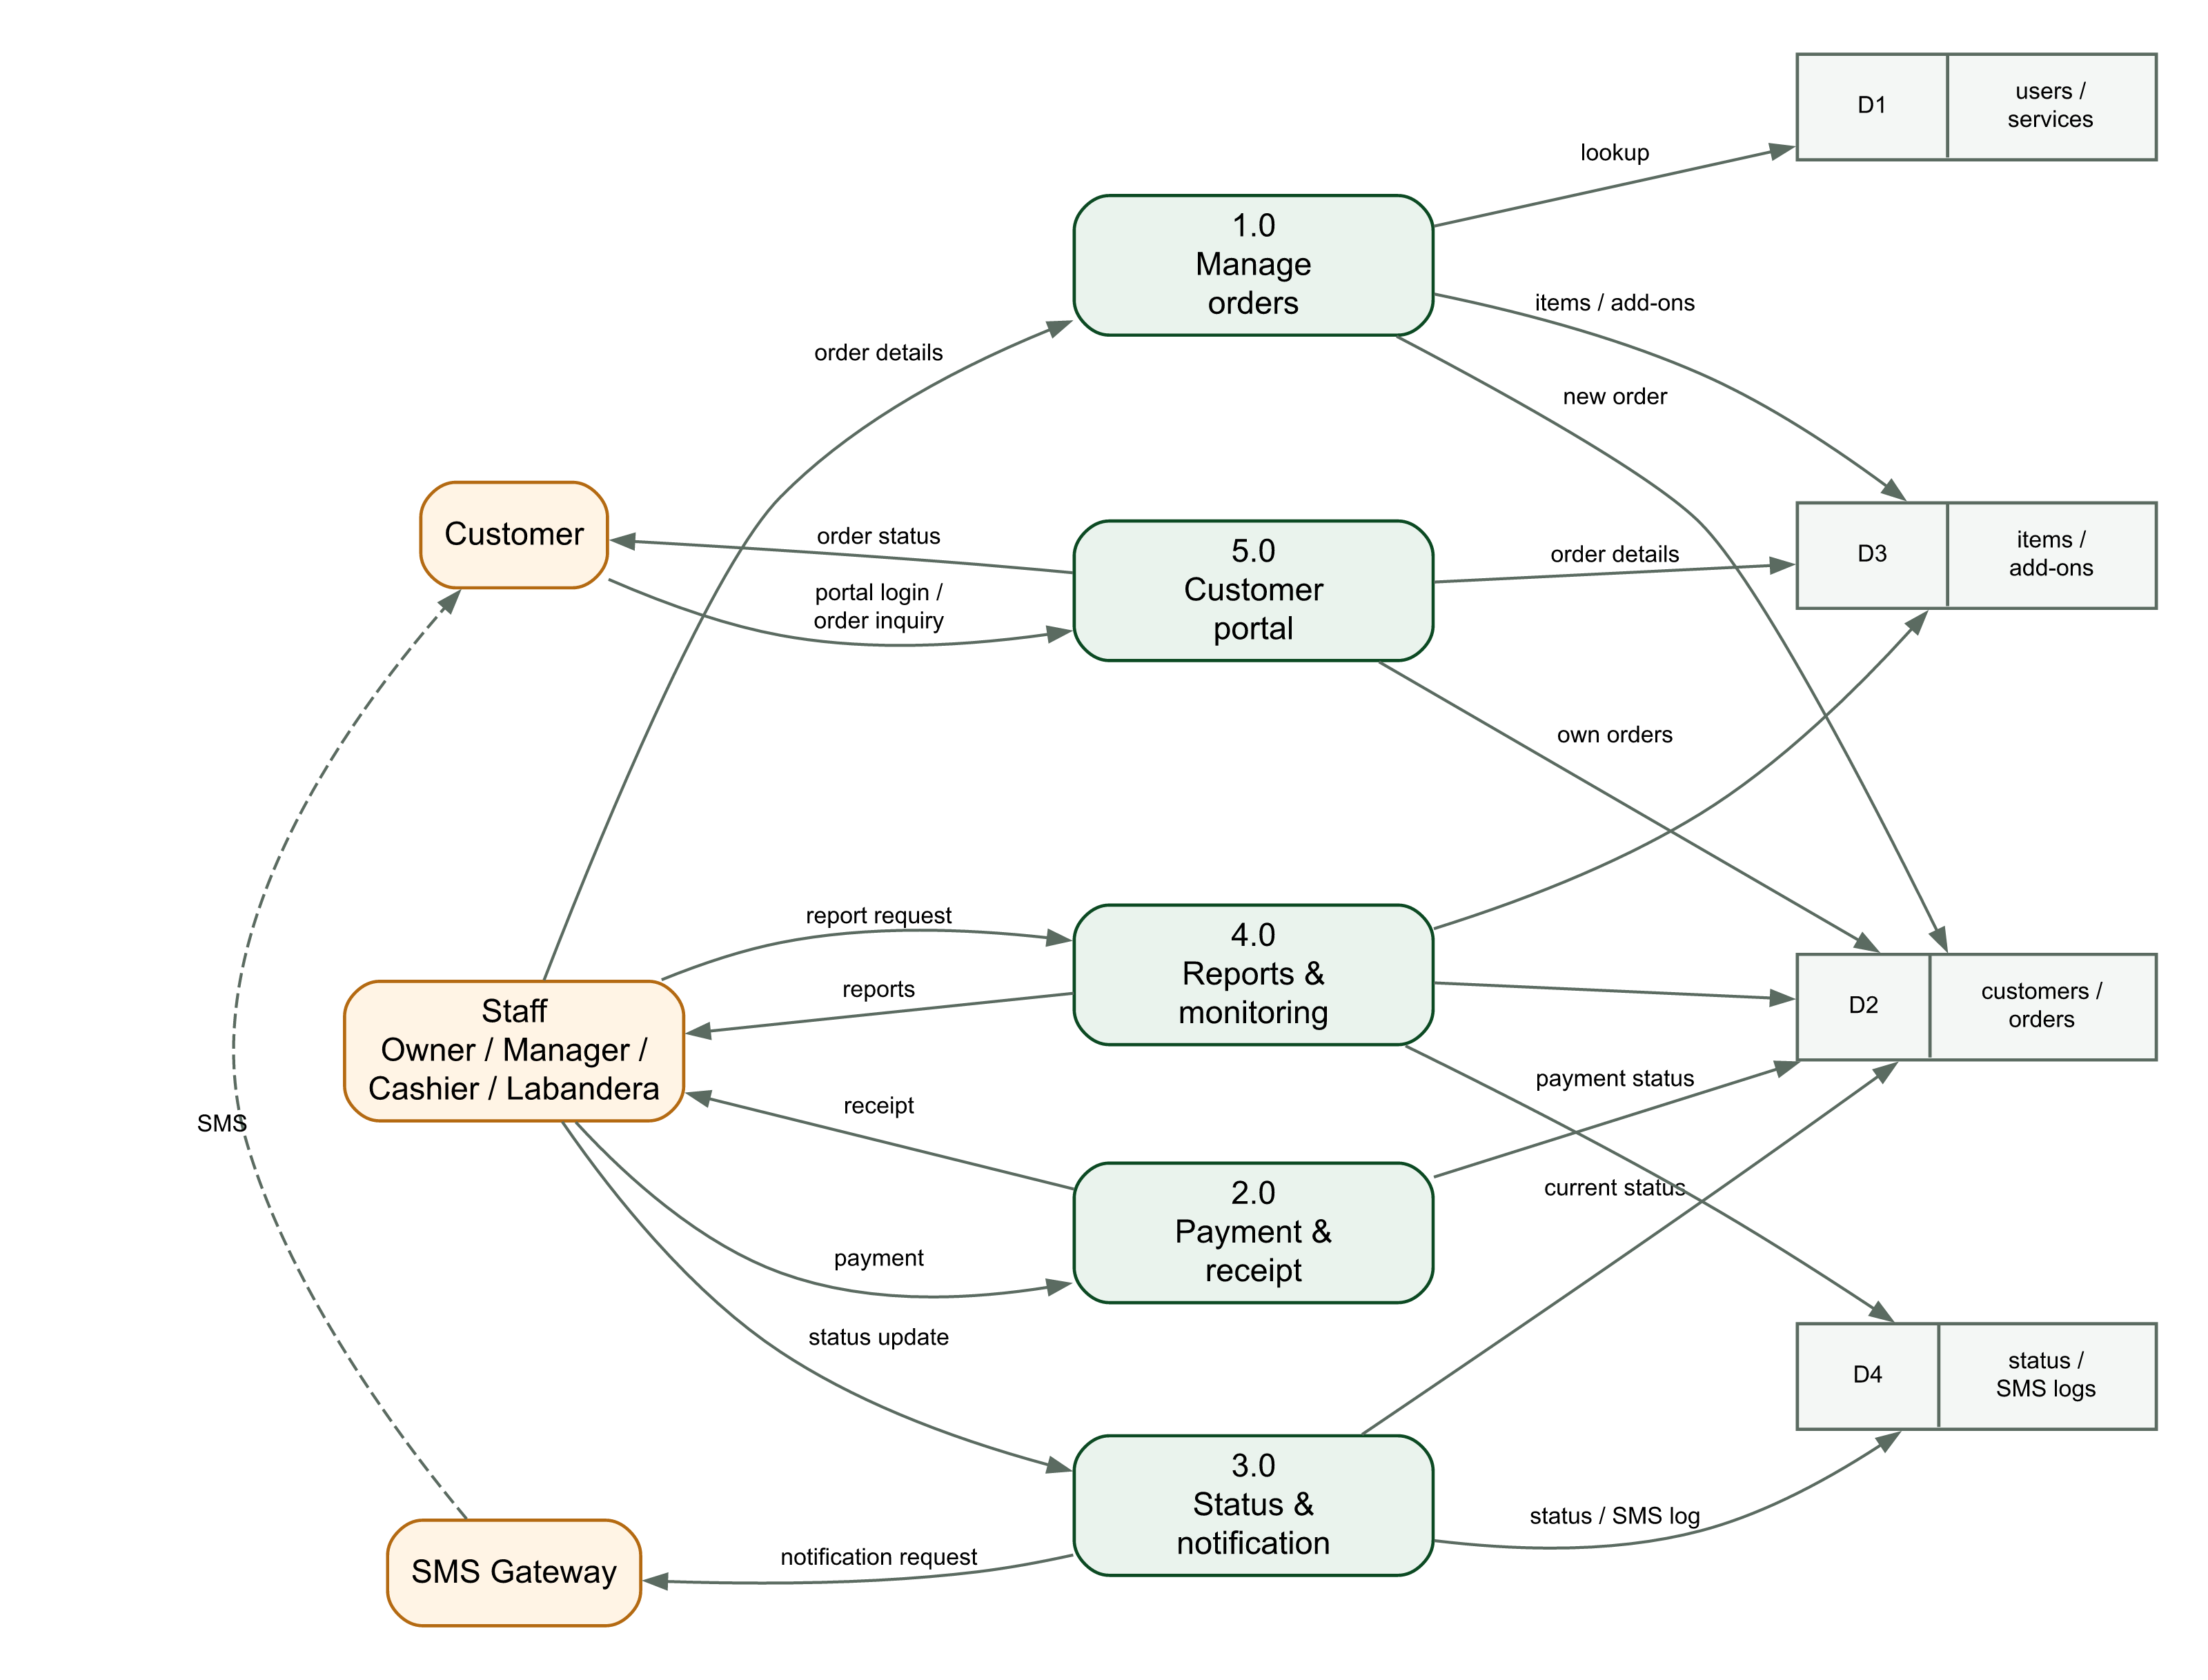 D1
users /
services
lookup
1.0
Manage
orders
items / add-ons
order details
new order
Customer
order status
5.0
Customer
portal
order details
D3
items /
add-ons
portal login /
order inquiry
own orders
report request
4.0
Reports &
monitoring
reports
Staff
Owner / Manager /
Cashier / Labandera
D2
customers /
orders
payment status
receipt
SMS
2.0
Payment &
receipt
current status
payment
status update
D4
status /
SMS logs
3.0
Status &
notification
status / SMS log
notification request
SMS Gateway